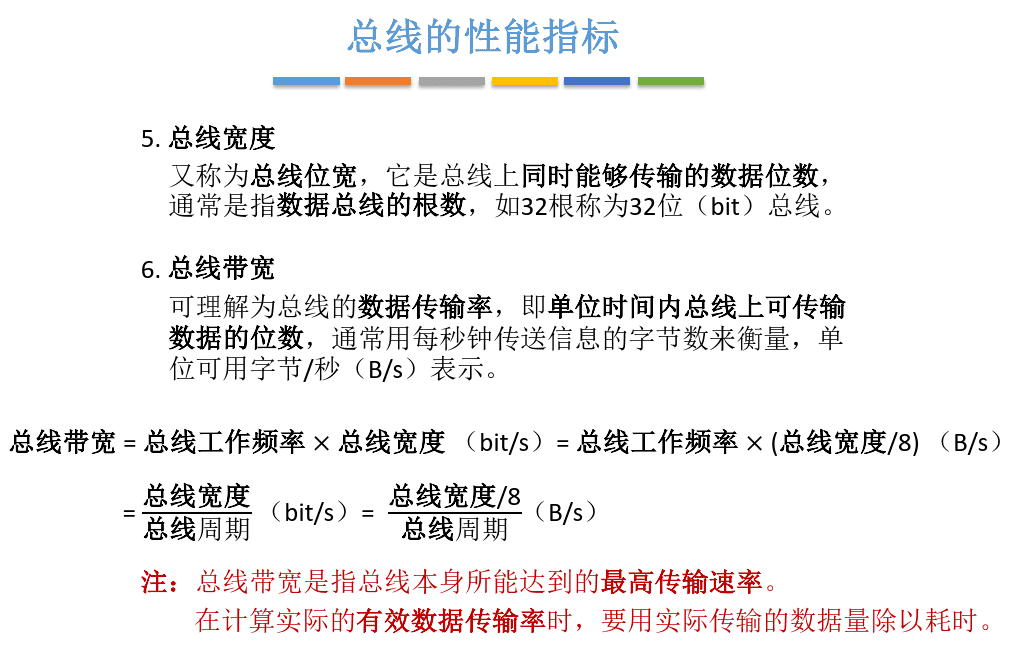 总线的性能指标
5. 总线宽度
又称为总线位宽，它是总线上同时能够传输的数据位数，
通常是指数据总线的根数，如32根称为32位（bit）总线。
6. 总线带宽
可理解为总线的数据传输率，即单位时间内总线上可传输
数据的位数，通常用每秒钟传送信息的字节数来衡量，单
位可用字节/秒（B/s）表示。
总线带宽 = 总线工作频率 × 总线宽度 （bit/s）= 总线工作频率 × (总线宽度/8) （B/s）
= 总线宽度/总线周期 （bit/s）= 总线宽度/8/总线周期（B/s）
注：总线带宽是指总线本身所能达到的最高传输速率。
在计算实际的有效数据传输率时，要用实际传输的数据量除以耗时。